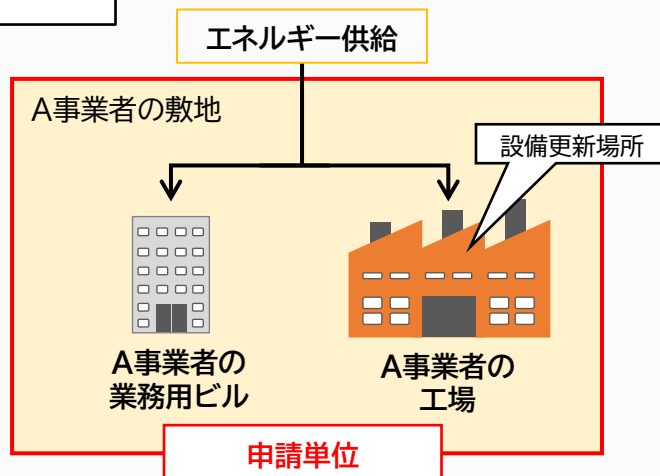 エネルギー供給
A事業者の敷地
設備更新場所
A事業者の
業務用ビル
A事業者の
工場
申請単位